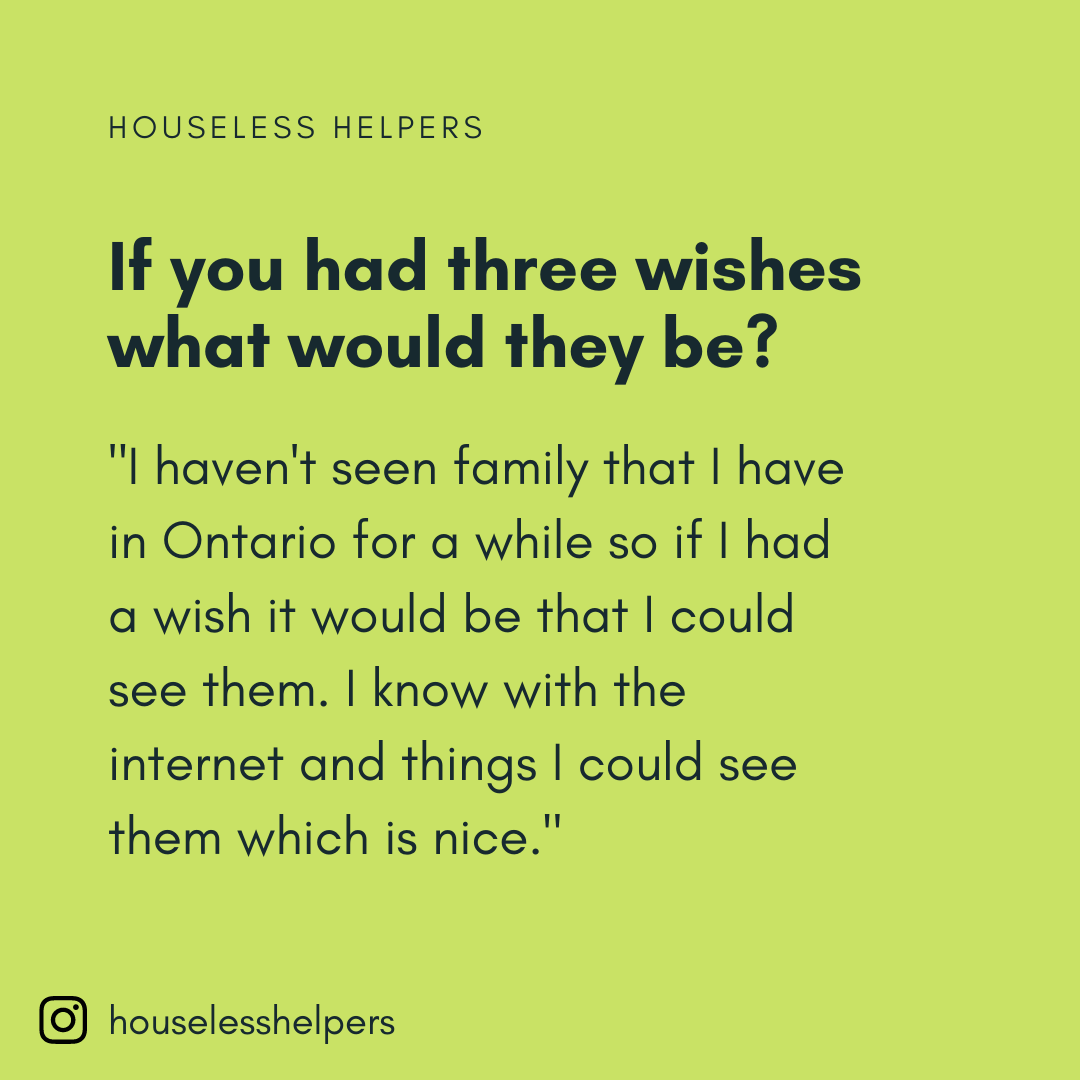 HOUSELESS HELPERS
If you had three wishes
what would they be?
"I haven't seen family that I have
in Ontario for a while so if I had
a wish it would be that I could
see them. I know with the
internet and things I could see
them which is nice."
houselesshelpers